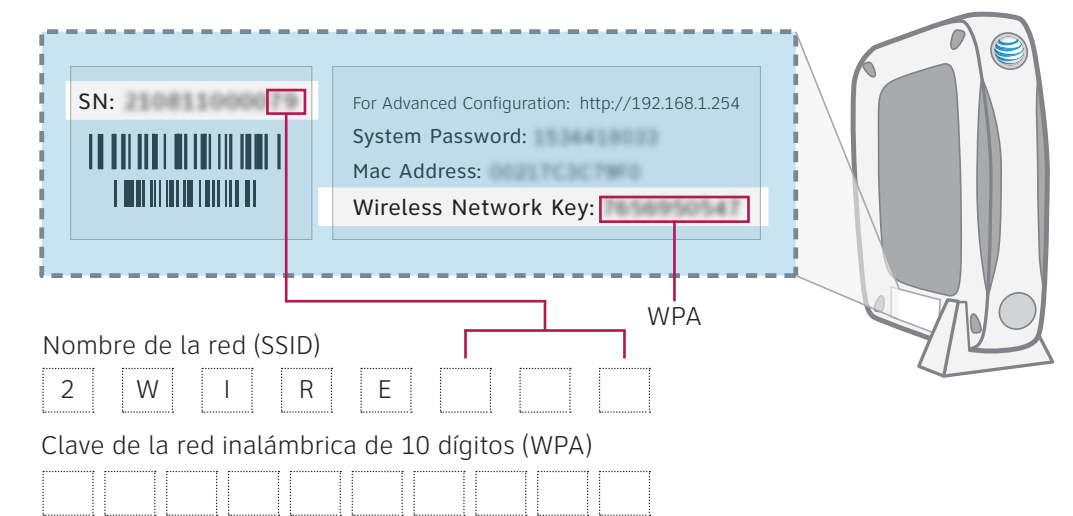 SN:
For Advanced Configuration: http://192.168.1.254
System Password:
Mac Address:
Wireless Network Key:
WPA
Nombre de la red (SSID)
2 W I R E
Clave de la red inalámbrica de 10 dígitos (WPA)